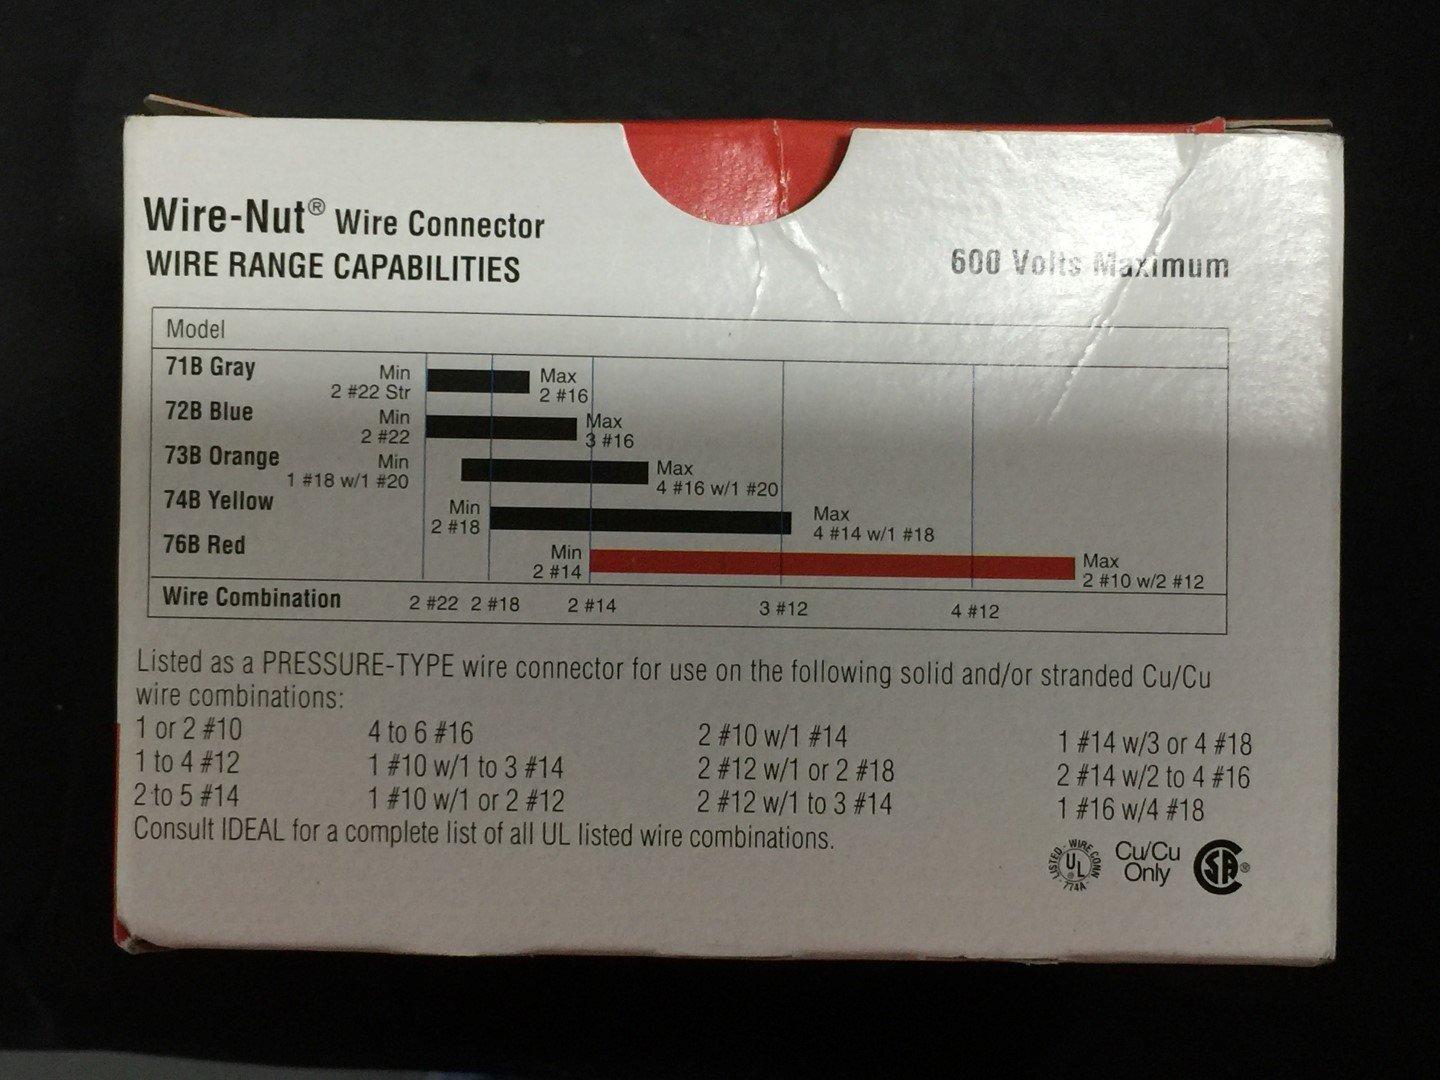 Wire-Nut® Wire Connector
WIRE RANGE CAPABILITIES
600 Volts Maximum
Model
71B Gray
Min
2 #22 Str
Max
2 #16
72B Blue
Min
2 #22
Max
3 #16
73B Orange
Min
1 #18 w/1 #20
Max
4 #16 w/1 #20
74B Yellow
Min
2 #18
Max
4 #14 w/1 #18
76B Red
Min
2 #14
Max
2 #10 w/2 #12
Wire Combination 2 #22 2 #18 2 #14 3 #12 4 #12
Listed as a PRESSURE-TYPE wire connector for use on the following solid and/or stranded Cu/Cu
wire combinations:
1 or 2 #10 4 to 6 #16 2 #10 w/1 #14 1 #14 w/3 or 4 #18
1 to 4 #12 1 #10 w/1 to 3 #14 2 #12 w/1 or 2 #18 2 #14 w/2 to 4 #16
2 to 5 #14 1 #10 w/1 or 2 #12 2 #12 w/1 to 3 #14 1 #16 w/4 #18
Consult IDEAL for a complete list of all UL listed wire combinations.
LISTED - WIRE CONN
UL ®
774A
Cu/Cu
Only
SA ®